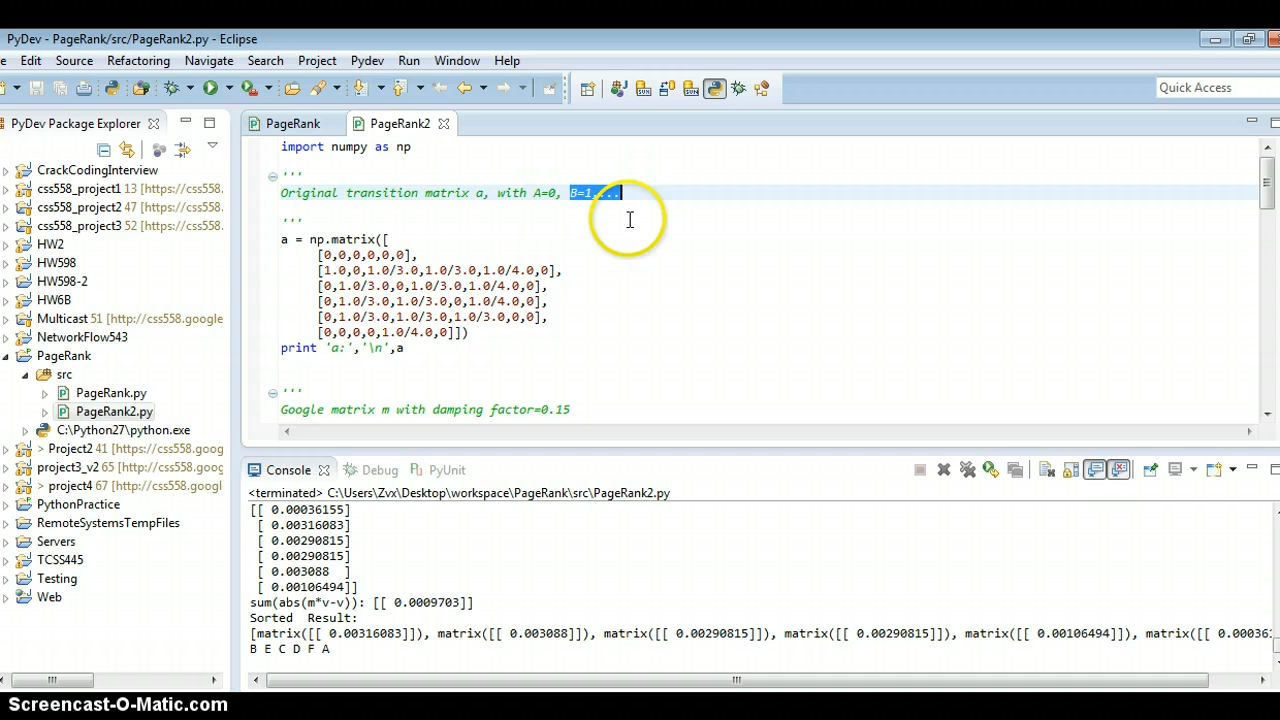 PyDev - PageRank/src/PageRank2.py - Eclipse
e Edit Source Refactoring Navigate Search Project Pydev Run Window Help
Quick Access
PyDev Package Explorer
CrackCodingInterview
css558_project1 13 [https://css558.
css558_project2 47 [https://css558.
css558_project3 52 [https://css558.
HW2
HW598
HW598-2
HW6B
Multicast 51 [http://css558.google
NetworkFlow543
PageRank
src
PageRank.py
PageRank2.py
C:\Python27\python.exe
> Project2 41 [https://css558.goog
project3_v2 65 [https://css558.goo
> project4 67 [https://css558.goog
PythonPractice
RemoteSystemsTempFiles
Servers
TCSS445
Testing
Web
PageRank PageRank2
import numpy as np
'''
Original transition matrix a, with A=0, B=1,...
'''
a = np.matrix([
[0,0,0,0,0,0],
[1.0,0,1.0/3.0,1.0/3.0,1.0/4.0,0],
[0,1.0/3.0,0,1.0/3.0,1.0/4.0,0],
[0,1.0/3.0,1.0/3.0,0,1.0/4.0,0],
[0,1.0/3.0,1.0/3.0,1.0/3.0,0,0],
[0,0,0,0,1.0/4.0,0]])
print 'a:','\n',a
'''
Google matrix m with damping factor=0.15
Console Debug PyUnit
<terminated> C:\Users\Zvx\Desktop\workspace\PageRank\src\PageRank2.py
[[ 0.00036155]
[ 0.00316083]
[ 0.00290815]
[ 0.00290815]
[ 0.003088 ]
[ 0.00106494]]
sum(abs(m*v-v)): [[ 0.0009703]]
Sorted Result:
[matrix([[ 0.00316083]]), matrix([[ 0.003088]]), matrix([[ 0.00290815]]), matrix([[ 0.00290815]]), matrix([[ 0.00106494]]), matrix([[ 0.00036
B E C D F A
Screencast-O-Matic.com